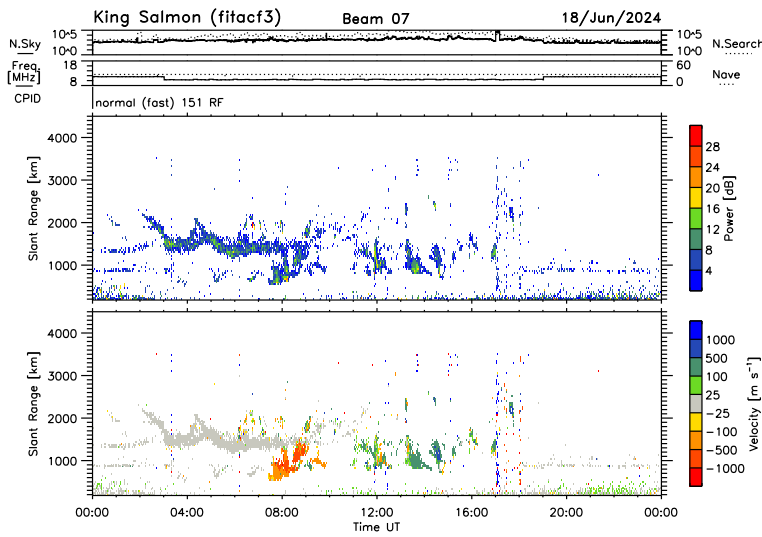 King Salmon (fitacf3) Beam 07 18/Jun/2024
N.Sky 10^5 10^0 10^5 10^0 N.Search
Freq. [MHz] 18 8 60 0 Nave
CPID normal (fast) 151 RF
Slant Range [km]
4000
3000
2000
1000
28
24
20
16
12
8
4
Power [dB]
Slant Range [km]
4000
3000
2000
1000
1000
500
100
25
-25
-100
-500
-1000
Velocity [m s⁻¹]
00:00 04:00 08:00 12:00 16:00 20:00 00:00
Time UT